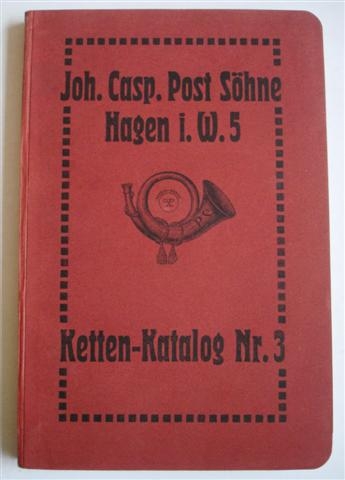 Joh. Casp. Post Söhne
Hagen i. W. 5
Ketten-Katalog Nr. 3